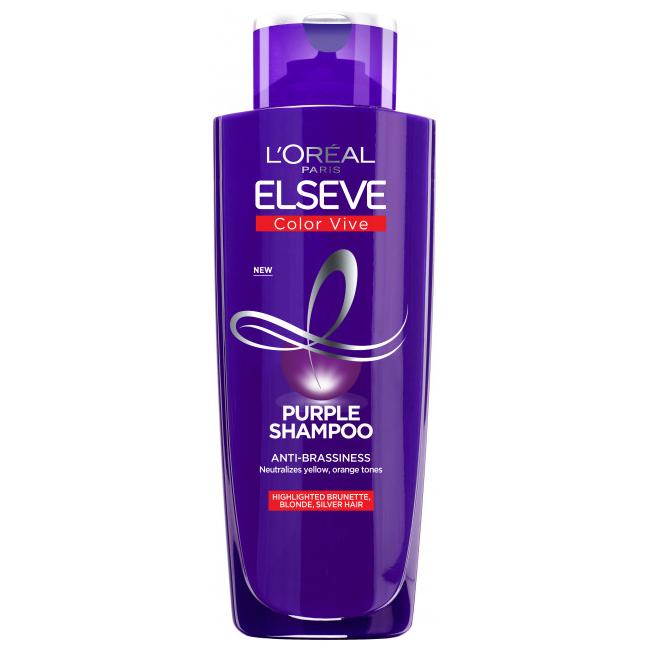 L'ORÉAL
PARIS
ELSEVE
Color Vive
NEW
PURPLE
SHAMPOO
ANTI-BRASSINESS
Neutralizes yellow, orange tones
HIGHLIGHTED BRUNETTE,
BLONDE, SILVER HAIR